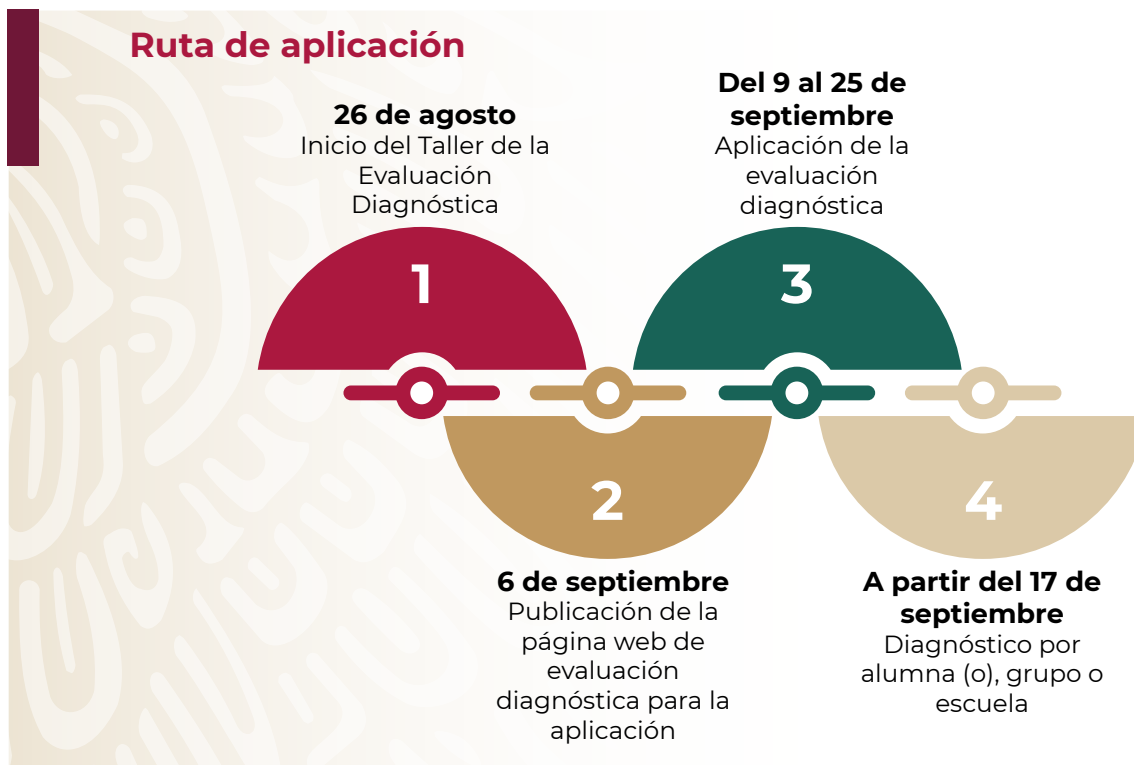 Ruta de aplicación
26 de agosto
Inicio del Taller de la
Evaluación
Diagnóstica
1
6 de septiembre
Publicación de la
página web de
evaluación
diagnóstica para la
aplicación
2
Del 9 al 25 de
septiembre
Aplicación de la
evaluación
diagnóstica
3
A partir del 17 de
septiembre
Diagnóstico por
alumna (o), grupo o
escuela
4